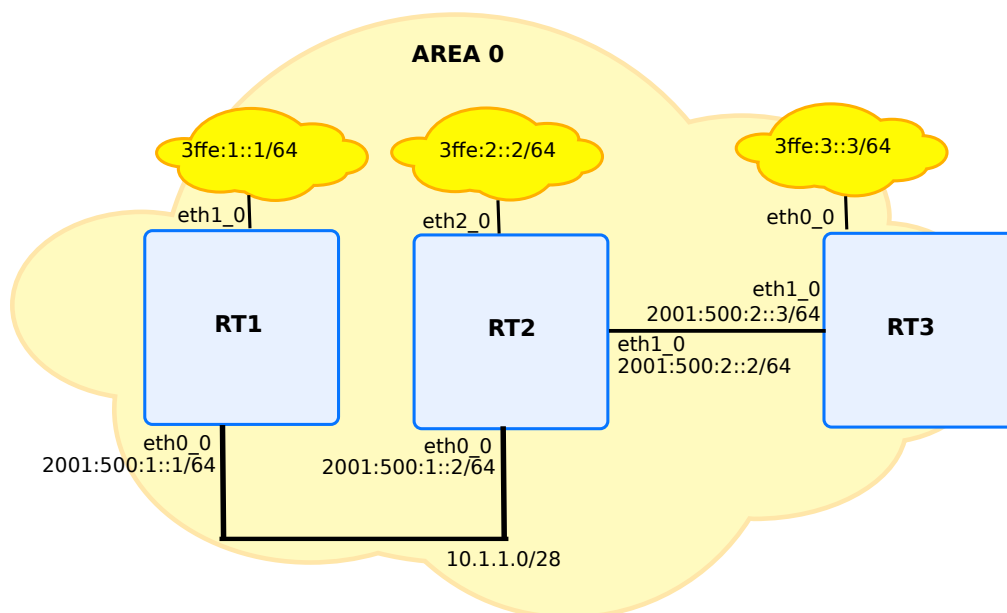 AREA 0
3ffe:1::1/64
3ffe:2::2/64
3ffe:3::3/64
eth1_0
eth2_0
eth0_0
RT1
RT2
RT3
eth1_0
2001:500:2::3/64
eth1_0
2001:500:2::2/64
eth0_0
2001:500:1::1/64
eth0_0
2001:500:1::2/64
10.1.1.0/28